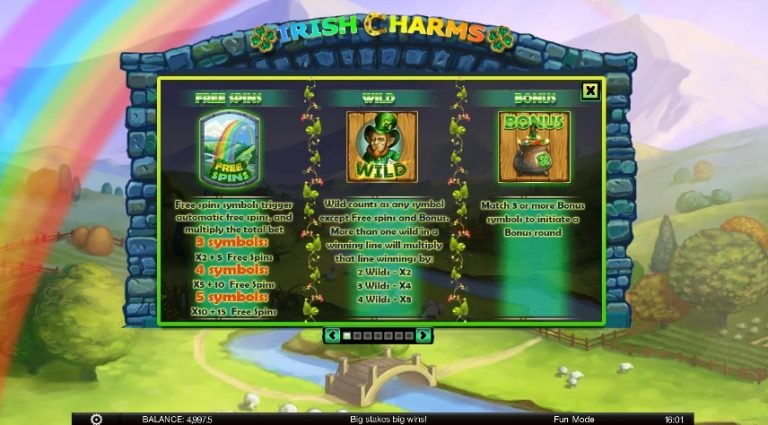 IRISH CHARMS
FREE SPINS
FREE
SPINS
Free spins symbols trigger
automatic free spins, and
multiply the total bet
3 symbols:
X2 + 5 Free Spins
4 symbols:
X5 + 10 Free Spins
5 symbols:
X10 + 15 Free Spins
WILD
WILD
Wild counts as any symbol
except Free spins and Bonus.
More than one wild in a
winning line will multiply
that line winnings by:
2 Wilds - X2
3 Wilds - X4
4 Wilds - X8
BONUS
BONUS
Match 3 or more Bonus
symbols to initiate a
Bonus round
X
BALANCE: 4,997.5
Big stakes big wins!
Fun Mode
16:01